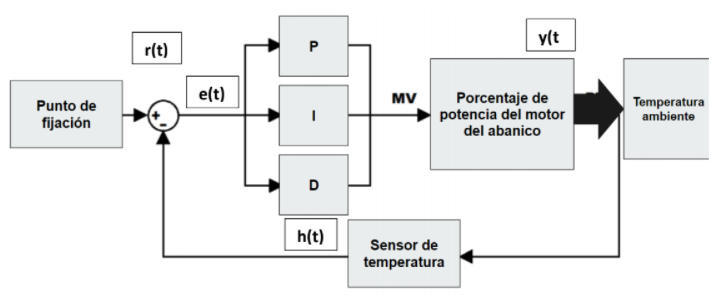 r(t)
P
y(t
Punto de
fijación
e(t)
+
-
I
MV
Porcentaje de
potencia del motor
del abanico
Temperatura
ambiente
D
h(t)
Sensor de
temperatura